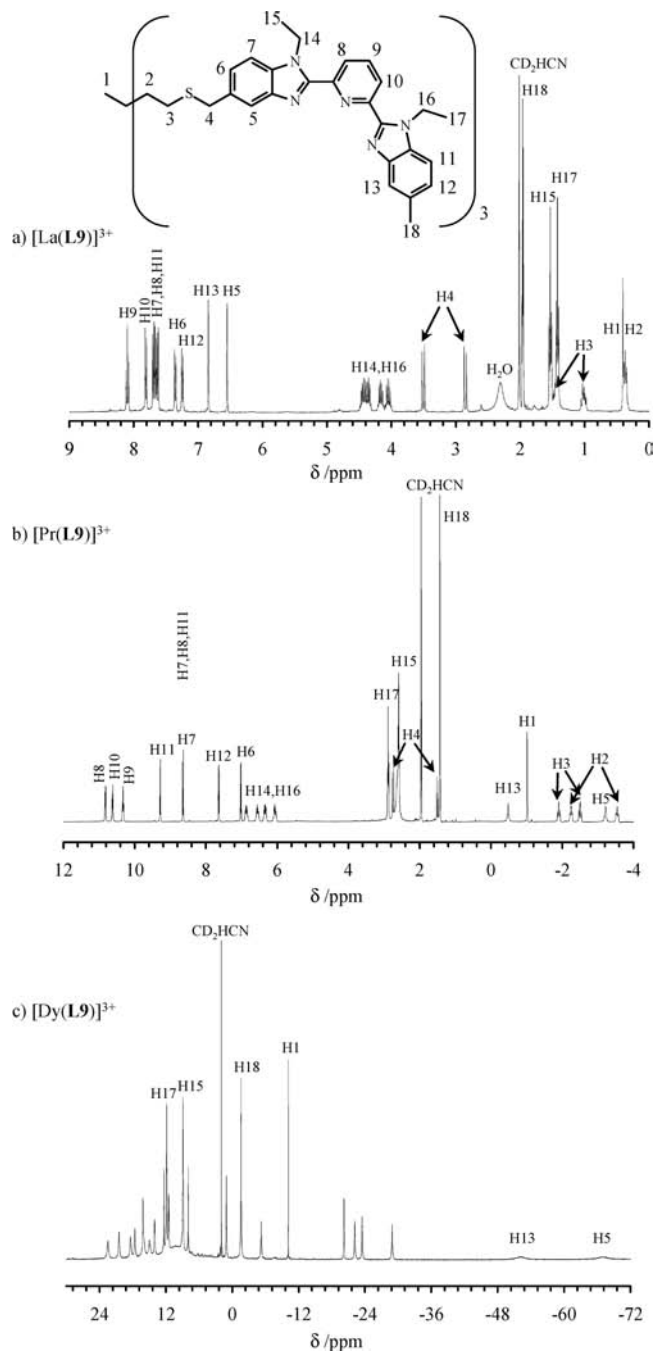 15
14
7
6
8
9
10
1
2
3
4
5
S
N
N
N
N
N
16
17
11
12
13
18
3
a) [La(L9)]³⁺
H9
H10
H7,H8,H11
H6
H12
H13
H5
H14,H16
H4
H₂O
CD₂HCN
H18
H15
H17
H3
H1
H2
9 8 7 6 5 4 3 2 1 0
δ /ppm
b) [Pr(L9)]³⁺
H8
H10
H9
H11
H7,H8,H11
H7
H12
H6
H14,H16
H17
H4
H15
CD₂HCN
H18
H13
H1
H3
H2
H5
12 10 8 6 4 2 0 -2 -4
δ /ppm
c) [Dy(L9)]³⁺
H17
H15
CD₂HCN
H18
H1
H13
H5
24 12 0 -12 -24 -36 -48 -60 -72
δ /ppm